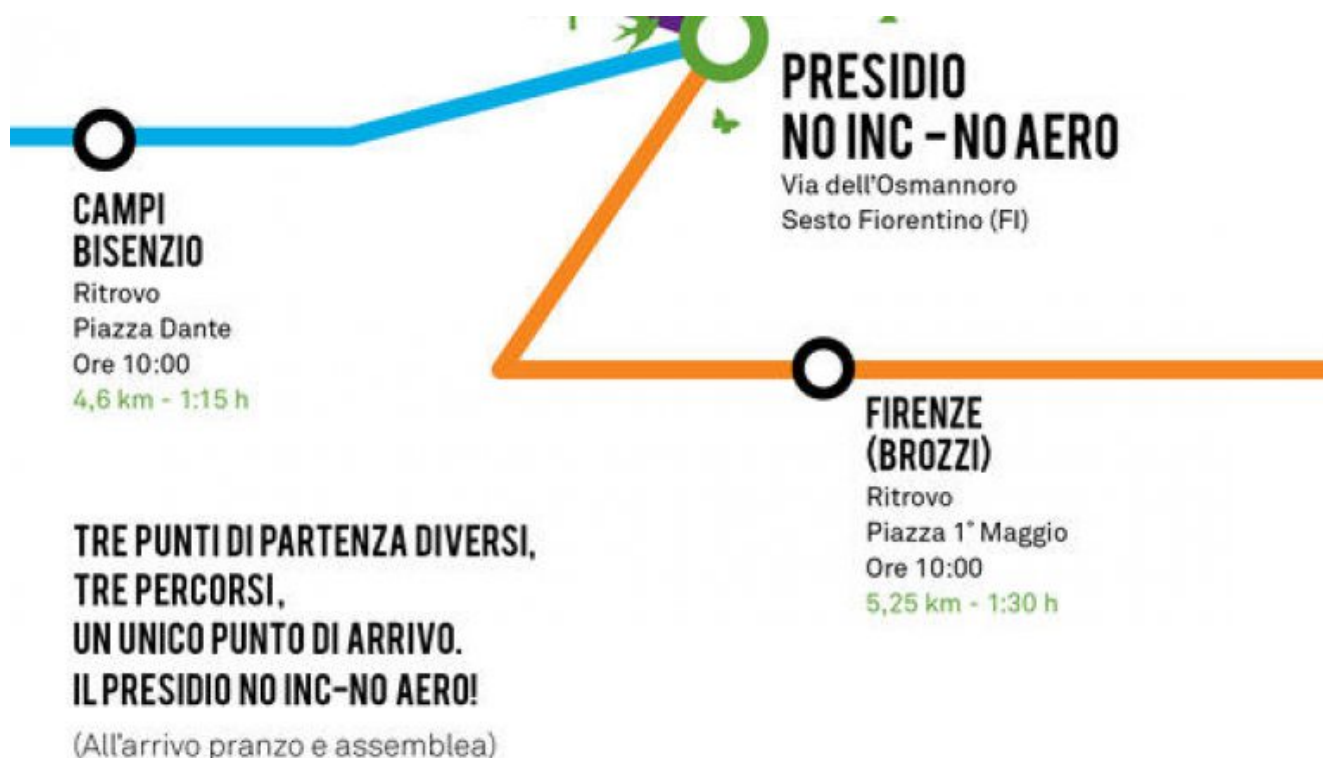 PRESIDIO
NO INC - NO AERO
Via dell'Osmannoro
Sesto Fiorentino (FI)
CAMPI
BISENZIO
Ritrovo
Piazza Dante
Ore 10:00
4,6 km - 1:15 h
FIRENZE
(BROZZI)
Ritrovo
Piazza 1° Maggio
Ore 10:00
5,25 km - 1:30 h
TRE PUNTI DI PARTENZA DIVERSI,
TRE PERCORSI,
UN UNICO PUNTO DI ARRIVO.
IL PRESIDIO NO INC-NO AERO!
(All'arrivo pranzo e assemblea)